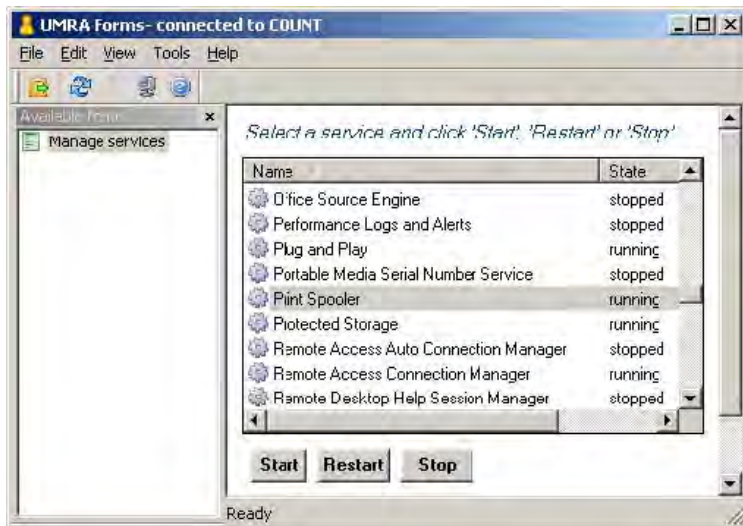 UMRA Forms- connected to COUNT
File Edit View Tools Help
Manage services
Select a service and click 'Start', 'Restart' or 'Stop'
Name State
Office Source Engine stopped
Performance Logs and Alerts stopped
Plug and Play running
Portable Media Serial Number Service stopped
Print Spooler running
Protected Storage running
Remote Access Auto Connection Manager stopped
Remote Access Connection Manager running
Remote Desktop Help Session Manager stopped
Start Restart Stop
Ready